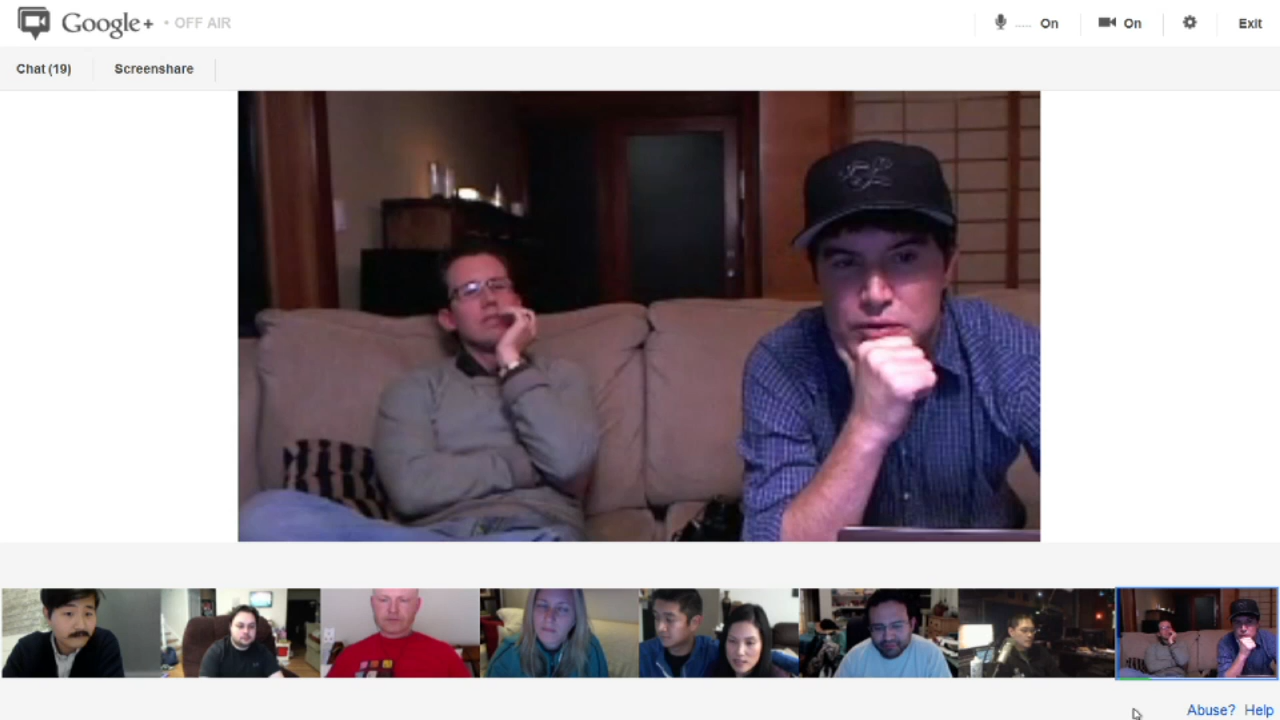 Google+ • OFF AIR
On
On
Exit
Chat (19)
Screenshare
Abuse? Help